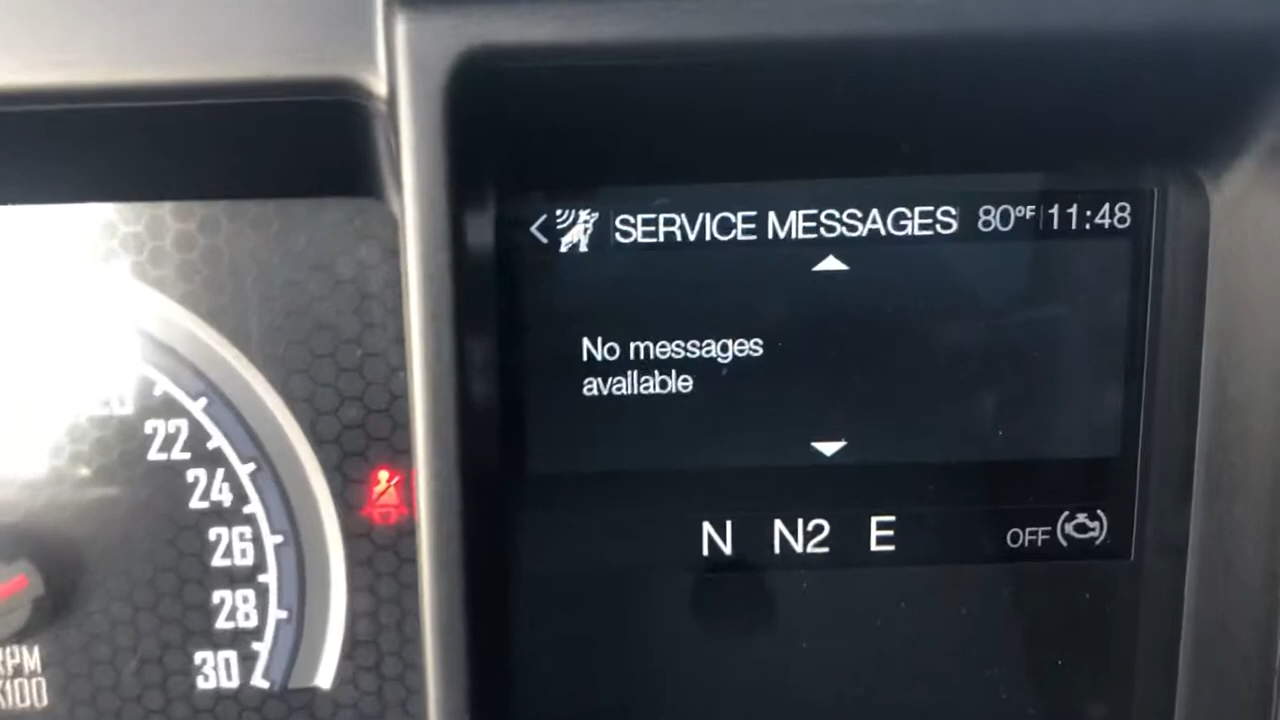 < SERVICE MESSAGES 80°F 11:48
No messages
available
N N2 E OFF
22
24
26
28
30
RPM
X100